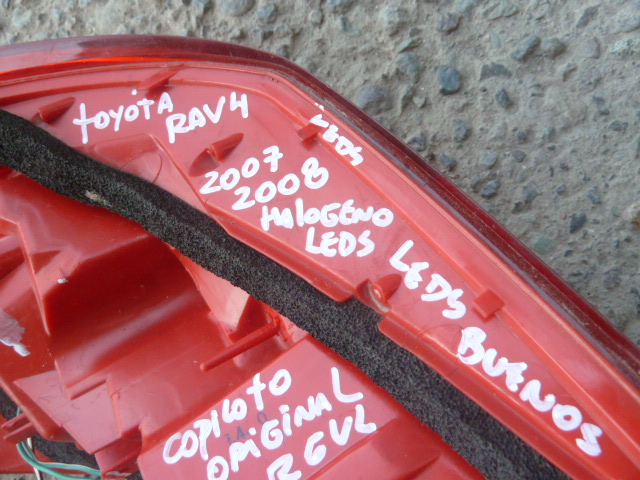 toyotA RAV4
LEDS
2007
2008
HALOGENO
LEDS
LEDS BUENOS
COPILOTO
ORIGINAL
RGVL